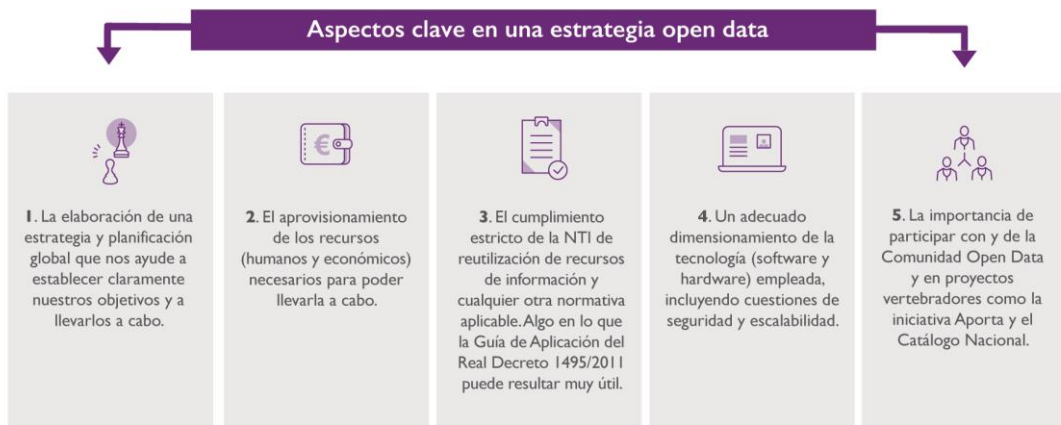 Aspectos clave en una estrategia open data
1. La elaboración de una
estrategia y planificación
global que nos ayude a
establecer claramente
nuestros objetivos y a
llevarlos a cabo.
2. El aprovisionamiento
de los recursos
(humanos y económicos)
necesarios para poder
llevarla a cabo.
3. El cumplimiento
estricto de la NTI de
reutilización de recursos
de información y
cualquier otra normativa
aplicable. Algo en lo que
la Guía de Aplicación del
Real Decreto 1495/2011
puede resultar muy útil.
4. Un adecuado
dimensionamiento de la
tecnología (software y
hardware) empleada,
incluyendo cuestiones de
seguridad y escalabilidad.
5. La importancia de
participar con y de la
Comunidad Open Data
y en proyectos
vertebradores como la
iniciativa Aporta y el
Catálogo Nacional.